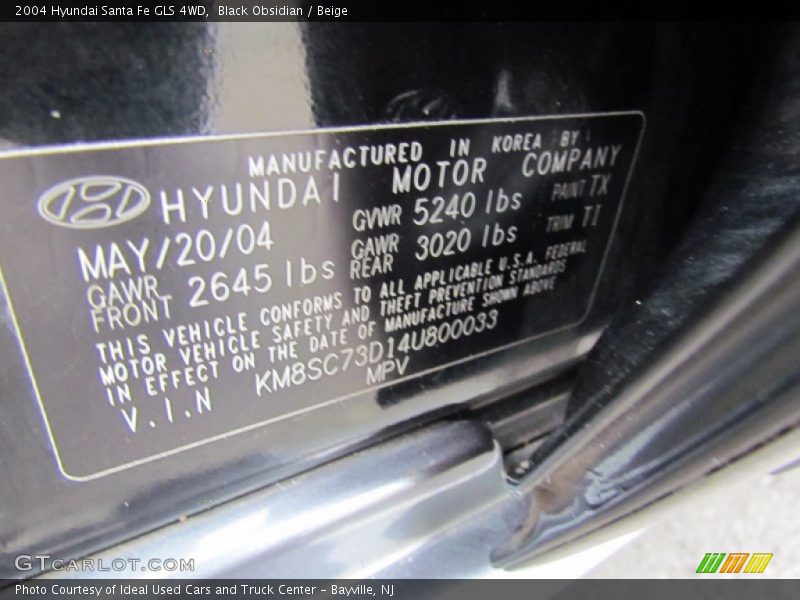 2004 Hyundai Santa Fe GLS 4WD, Black Obsidian / Beige
MANUFACTURED IN KOREA BY
HYUNDAI MOTOR COMPANY
MAY/20/04 GVWR 5240 lbs PAINT TX
GAWR FRONT 2645 lbs GAWR REAR 3020 lbs TRIM TI
THIS VEHICLE CONFORMS TO ALL APPLICABLE U.S.A. FEDERAL
MOTOR VEHICLE SAFETY AND THEFT PREVENTION STANDARDS
IN EFFECT ON THE DATE OF MANUFACTURE SHOWN ABOVE
V.I.N KM8SC73D14U800033
MPV
GTCARLOT.COM
Photo Courtesy of Ideal Used Cars and Truck Center – Bayville, NJ